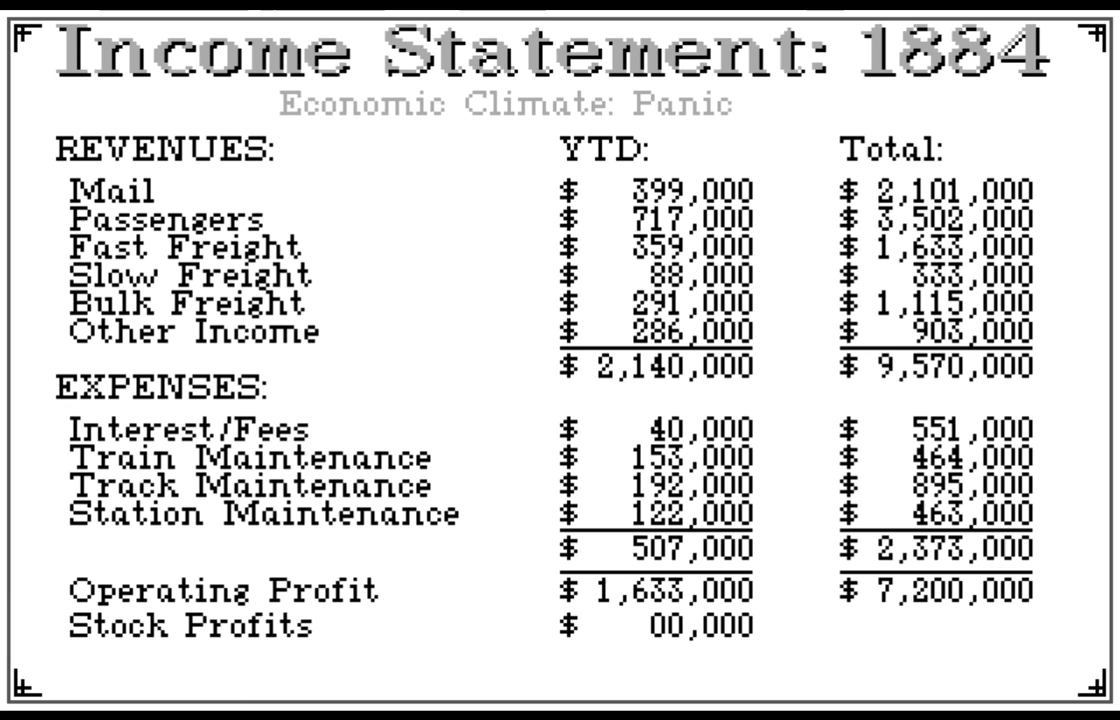 Income Statement: 1884
Economic Climate: Panic
REVENUES: YTD: Total:
Mail $ 399,000 $ 2,101,000
Passengers $ 717,000 $ 3,502,000
Fast Freight $ 359,000 $ 1,633,000
Slow Freight $ 88,000 $ 333,000
Bulk Freight $ 291,000 $ 1,115,000
Other Income $ 286,000 $ 903,000
$ 2,140,000 $ 9,570,000
EXPENSES:
Interest/Fees $ 40,000 $ 551,000
Train Maintenance $ 153,000 $ 464,000
Track Maintenance $ 192,000 $ 895,000
Station Maintenance $ 122,000 $ 463,000
$ 507,000 $ 2,373,000
Operating Profit $ 1,633,000 $ 7,200,000
Stock Profits $ 00,000